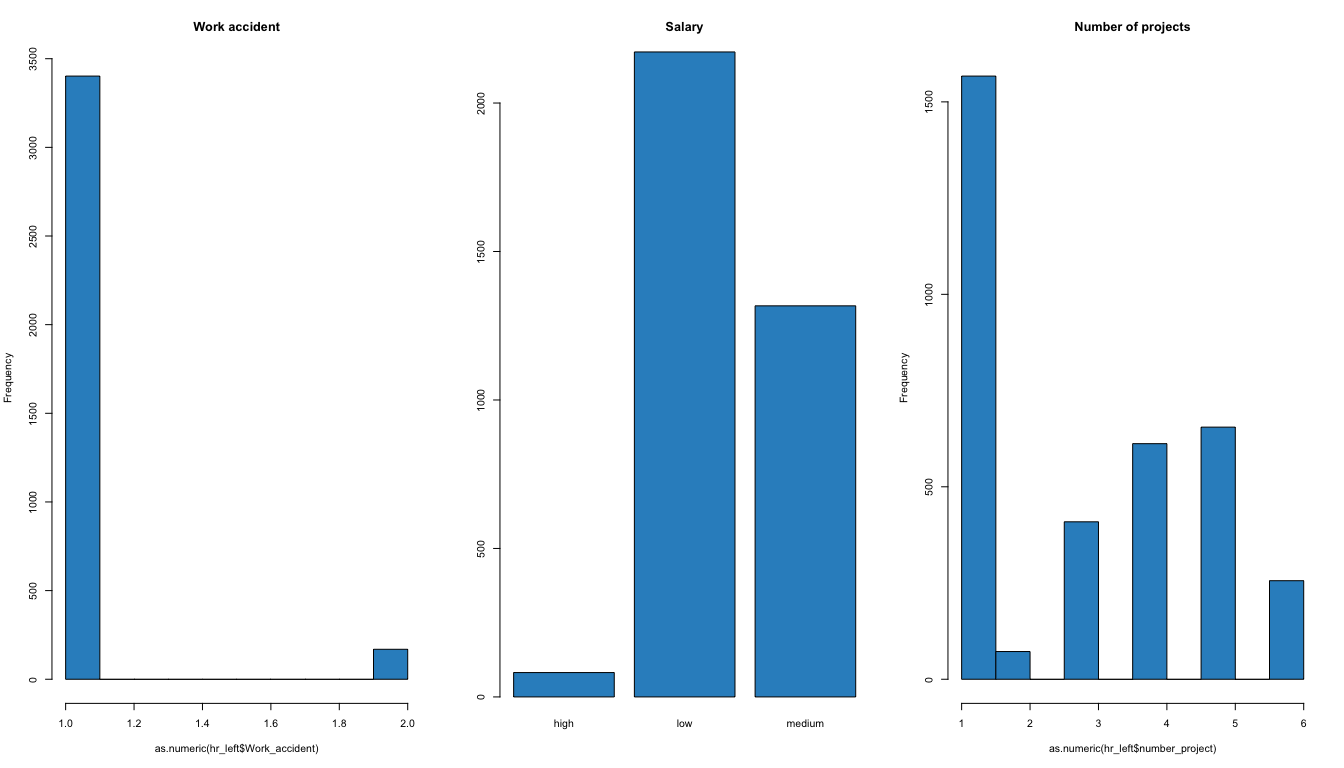 Work accident
Frequency
3500
3000
2500
2000
1500
1000
500
0
1.0 1.2 1.4 1.6 1.8 2.0
as.numeric(hr_left$Work_accident)
Salary
2000
1500
1000
500
0
high low medium
Number of projects
Frequency
1500
1000
500
0
1 2 3 4 5 6
as.numeric(hr_left$number_project)